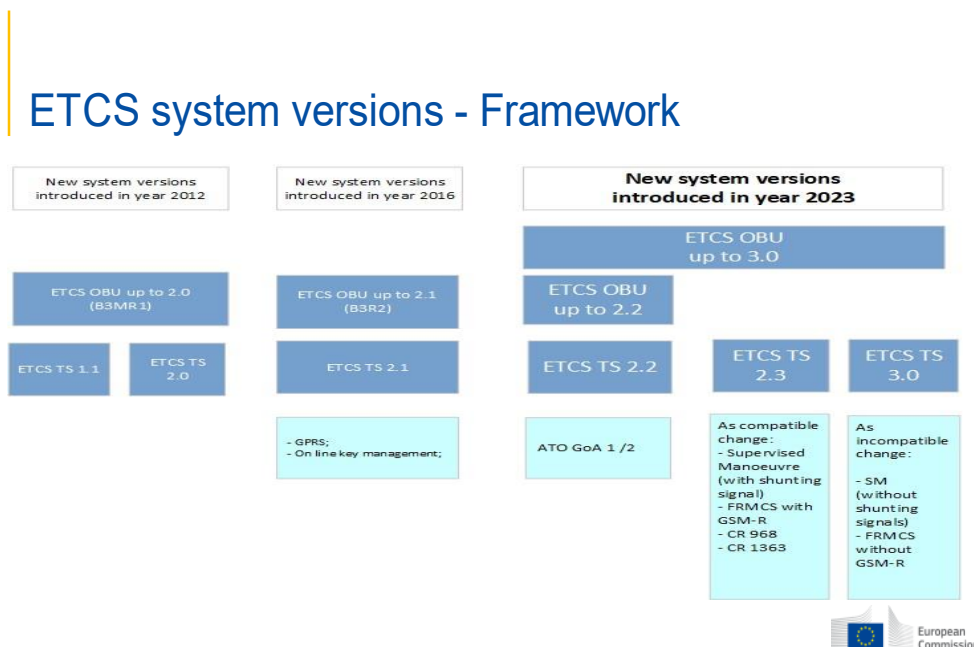 ETCS system versions - Framework
New system versions
introduced in year 2012
New system versions
introduced in year 2016
New system versions
introduced in year 2023
ETCS OBU
up to 3.0
ETCS OBU up to 2.0
(B3MR1)
ETCS OBU up to 2.1
(B3R2)
ETCS OBU
up to 2.2
ETCS TS 1.1
ETCS TS
2.0
ETCS TS 2.1
ETCS TS 2.2
ETCS TS
2.3
ETCS TS
3.0
- GPRS;
- On line key management;
ATO GoA 1 /2
As compatible
change:
- Supervised
Manoeuvre
(with shunting
signal)
- FRMCS with
GSM-R
- CR 968
- CR 1363
As
incompatible
change:
- SM
(without
shunting
signals)
- FRMCS
without
GSM-R
European
Commission